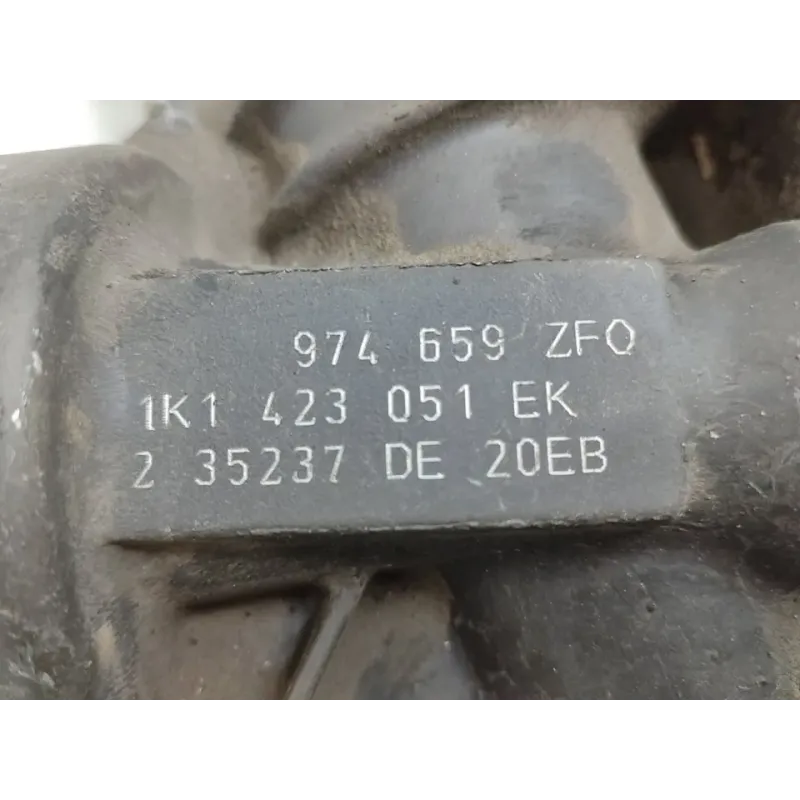 974 659 ZFO
1K1 423 051 EK
2 35237 DE 20EB